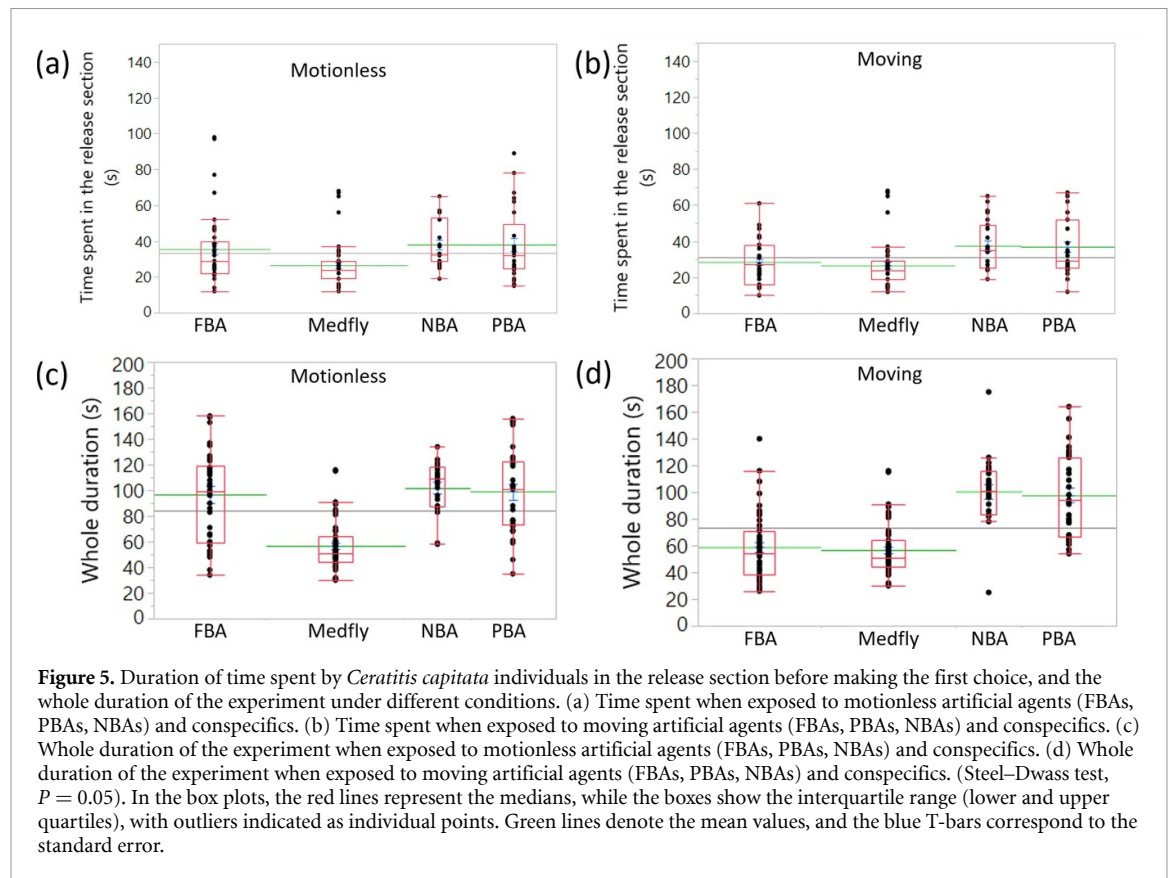 (a)
Motionless
Time spent in the release section
(s)
140
120
100
80
60
40
20
0
FBA Medfly NBA PBA
(b)
Moving
Time spent in the release section
(s)
140
120
100
80
60
40
20
0
FBA Medfly NBA PBA
(c)
Motionless
Whole duration (s)
200
180
160
140
120
100
80
60
40
20
0
FBA Medfly NBA PBA
(d)
Moving
Whole duration (s)
200
180
160
140
120
100
80
60
40
20
0
FBA Medfly NBA PBA
Figure 5. Duration of time spent by Ceratitis capitata individuals in the release section before making the first choice, and the
whole duration of the experiment under different conditions. (a) Time spent when exposed to motionless artificial agents (FBAs,
PBAs, NBAs) and conspecifics. (b) Time spent when exposed to moving artificial agents (FBAs, PBAs, NBAs) and conspecifics. (c)
Whole duration of the experiment when exposed to motionless artificial agents (FBAs, PBAs, NBAs) and conspecifics. (d) Whole
duration of the experiment when exposed to moving artificial agents (FBAs, PBAs, NBAs) and conspecifics. (Steel–Dwass test,
P = 0.05). In the box plots, the red lines represent the medians, while the boxes show the interquartile range (lower and upper
quartiles), with outliers indicated as individual points. Green lines denote the mean values, and the blue T-bars correspond to the
standard error.